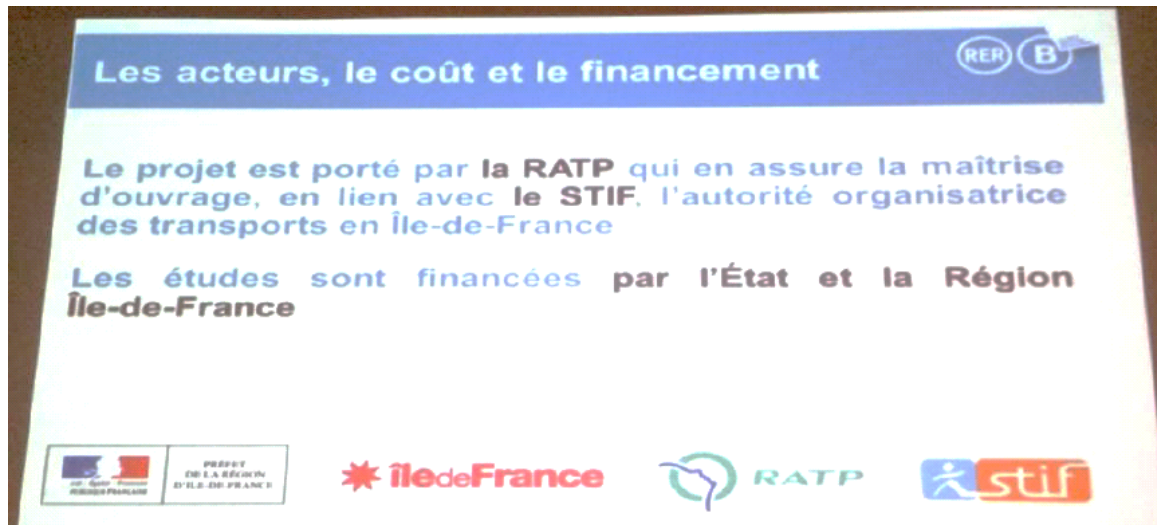 Les acteurs, le coût et le financement
RER B
Le projet est porté par la RATP qui en assure la maîtrise
d'ouvrage, en lien avec le STIF, l'autorité organisatrice
des transports en Île-de-France
Les études sont financées par l'État et la Région
Île-de-France
PRÉFET
DE LA RÉGION
D'ILE-DE-FRANCE
RÉPUBLIQUE FRANÇAISE
îledeFrance
RATP
stif